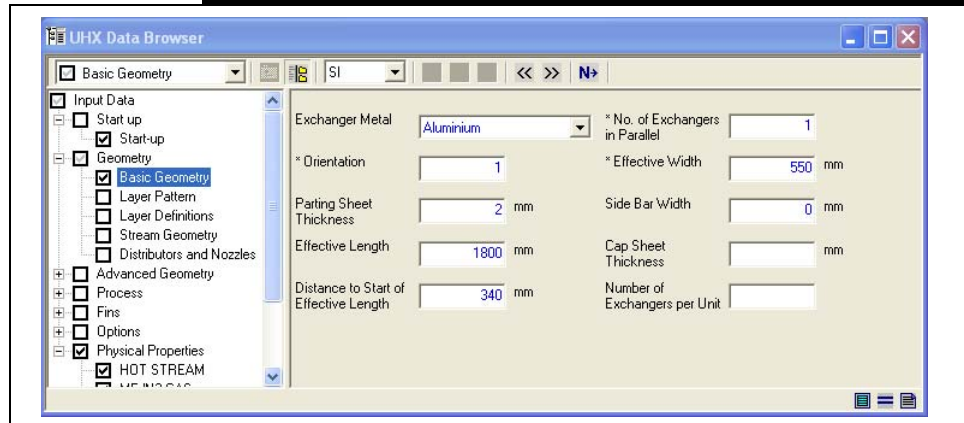 UHX Data Browser
Basic Geometry SI << >> N→
Input Data
Start up
Start-up
Geometry
Basic Geometry
Layer Pattern
Layer Definitions
Stream Geometry
Distributors and Nozzles
Advanced Geometry
Process
Fins
Options
Physical Properties
HOT STREAM
Exchanger Metal Aluminium
* No. of Exchangers
in Parallel 1
* Orientation 1
* Effective Width 550 mm
Parting Sheet
Thickness 2 mm
Side Bar Width 0 mm
Effective Length 1800 mm
Cap Sheet
Thickness mm
Distance to Start of
Effective Length 340 mm
Number of
Exchangers per Unit